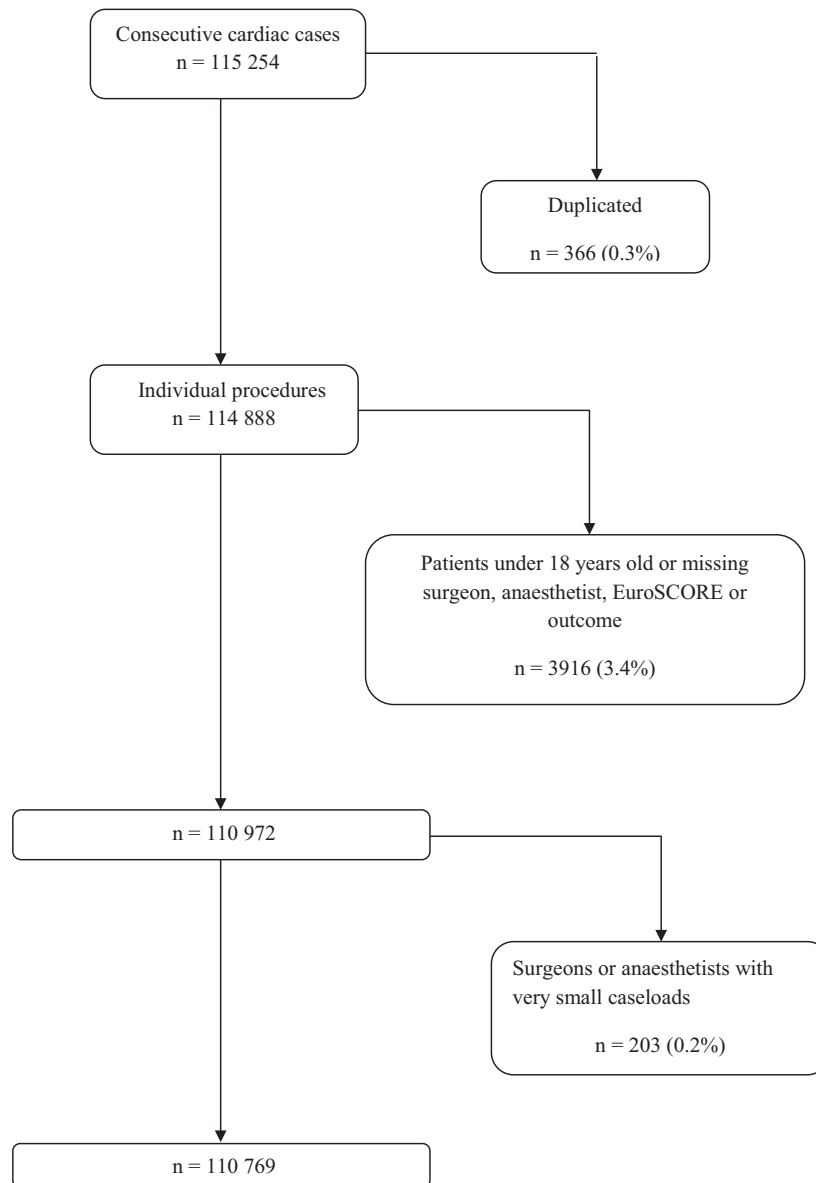 Consecutive cardiac cases
n = 115 254
Duplicated
n = 366 (0.3%)
Individual procedures
n = 114 888
Patients under 18 years old or missing
surgeon, anaesthetist, EuroSCORE or
outcome
n = 3916 (3.4%)
n = 110 972
Surgeons or anaesthetists with
very small caseloads
n = 203 (0.2%)
n = 110 769